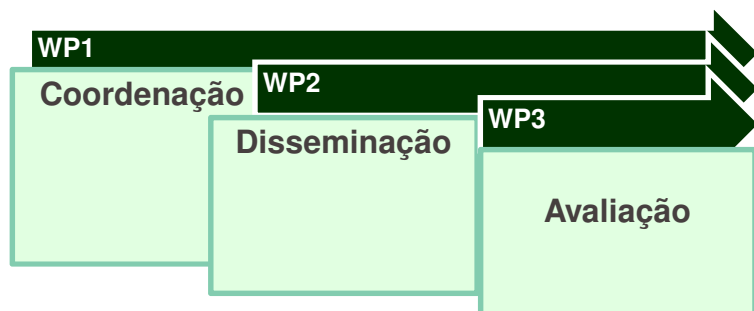 WP1
Coordenação
WP2
Disseminação
WP3
Avaliação